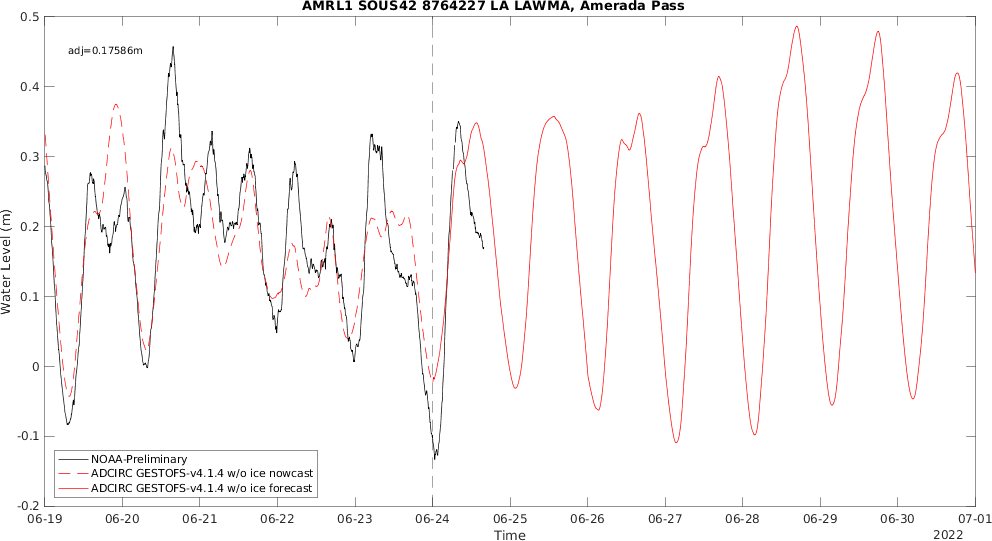 AMRL1 SOUS42 8764227 LA LAWMA, Amerada Pass
adj=0.17586m
0.5
0.4
0.3
0.2
0.1
0
-0.1
-0.2
Water Level (m)
NOAA-Preliminary
ADCIRC GESTOFS-v4.1.4 w/o ice nowcast
ADCIRC GESTOFS-v4.1.4 w/o ice forecast
06-19 06-20 06-21 06-22 06-23 06-24 06-25 06-26 06-27 06-28 06-29 06-30 07-01
Time
2022